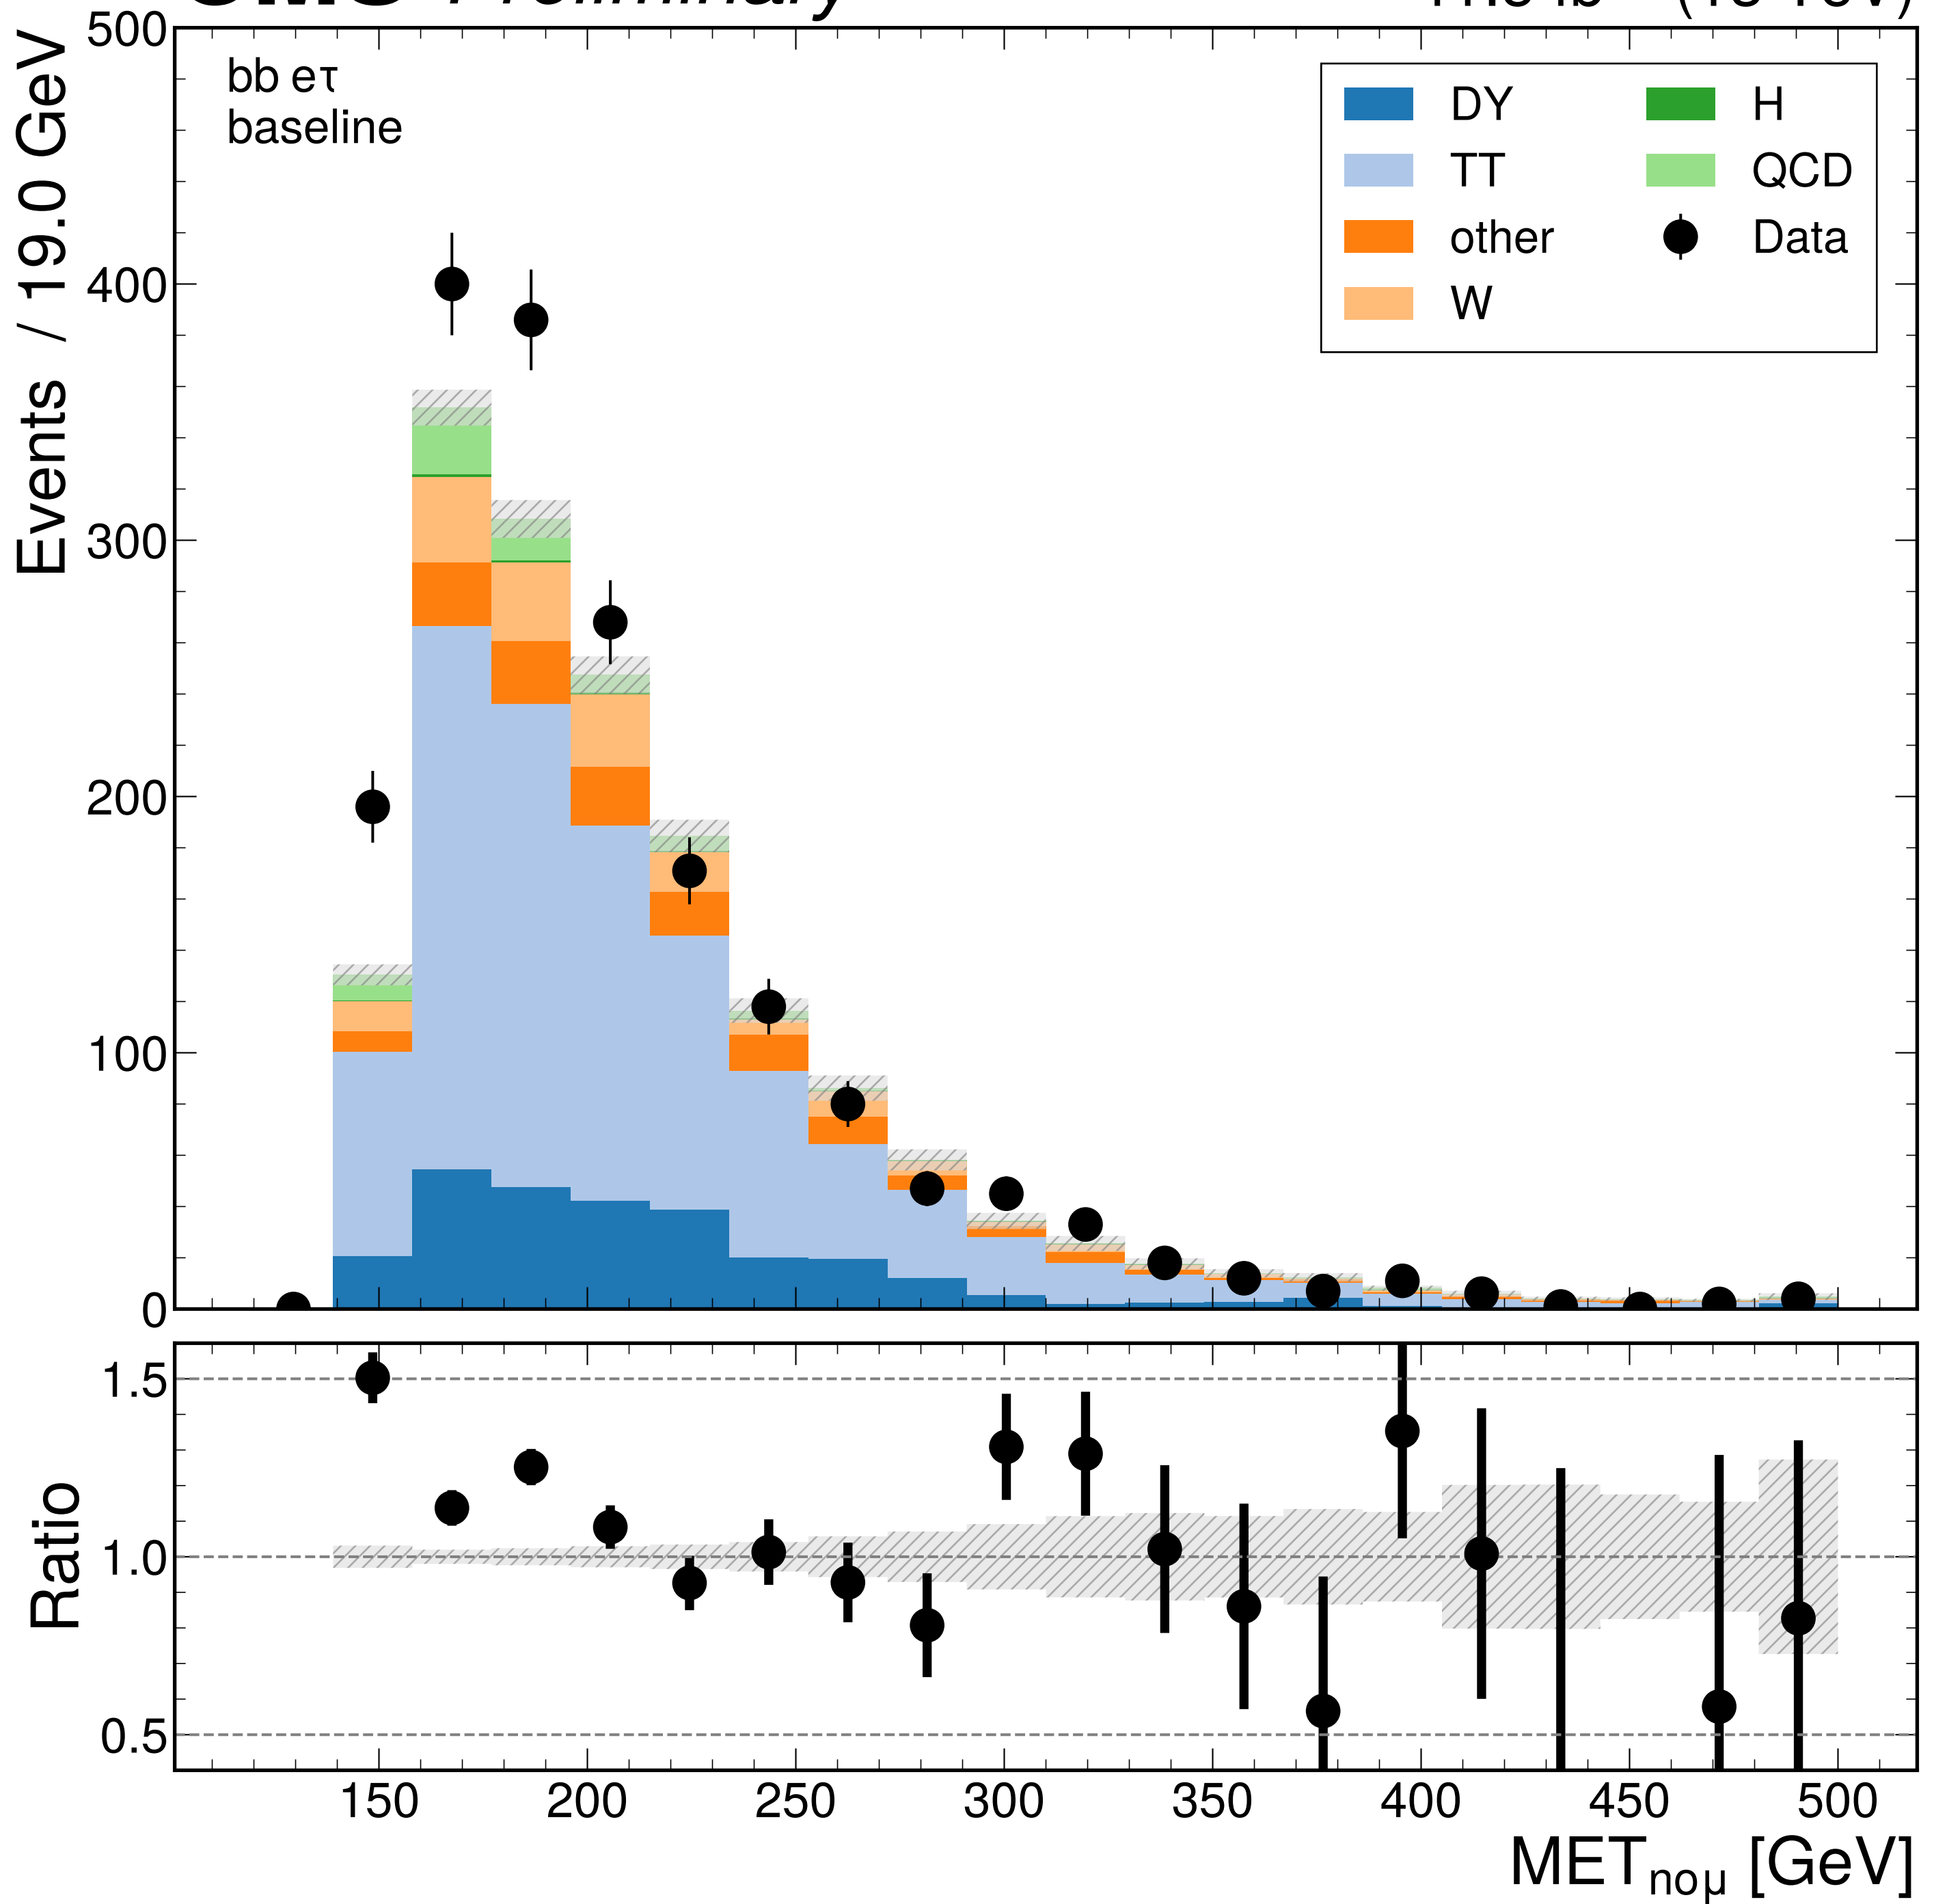 500
400
300
200
100
0
Events / 19.0 GeV
bb eτ
baseline
DY
TT
other
W
H
QCD
Data
1.5
1.0
0.5
Ratio
150 200 250 300 350 400 450 500
MET_noμ [GeV]